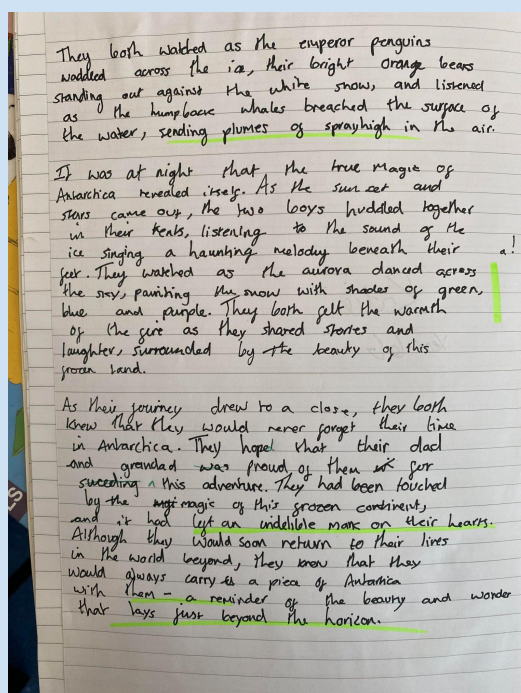 They both watched as the emperor penguins
waddled across the ice, their bright orange bears
standing out against the white snow, and listened
as the humpback whales breached the surface of
the water, sending plumes of spray high in the air.
It was at night that the true magic of
Antarctica revealed itself. As the sun set and
stars came out, the two boys huddled together
in their tents, listening to the sound of the
ice singing a haunting melody beneath their
a!
feet. They watched as the aurora danced across
the sky, painting the snow with shades of green,
blue and purple. They both felt the warmth
of the fire as they shared stories and
laughter, surrounded by the beauty of this
frozen land.
As their journey drew to a close, they both
knew that they would never forget their time
in Antarctica. They hope that their dad
and grandad was proud of them for
suceeding ^ this adventure. They had been touched
by the magic of this frozen continent,
and it had left an indelible mark on their hearts.
Although they would soon return to their lives
in the world beyond, they know that they
would always carry a piece of Antarctica
with them – a reminder of the beauty and wonder
that lays just beyond the horizon.